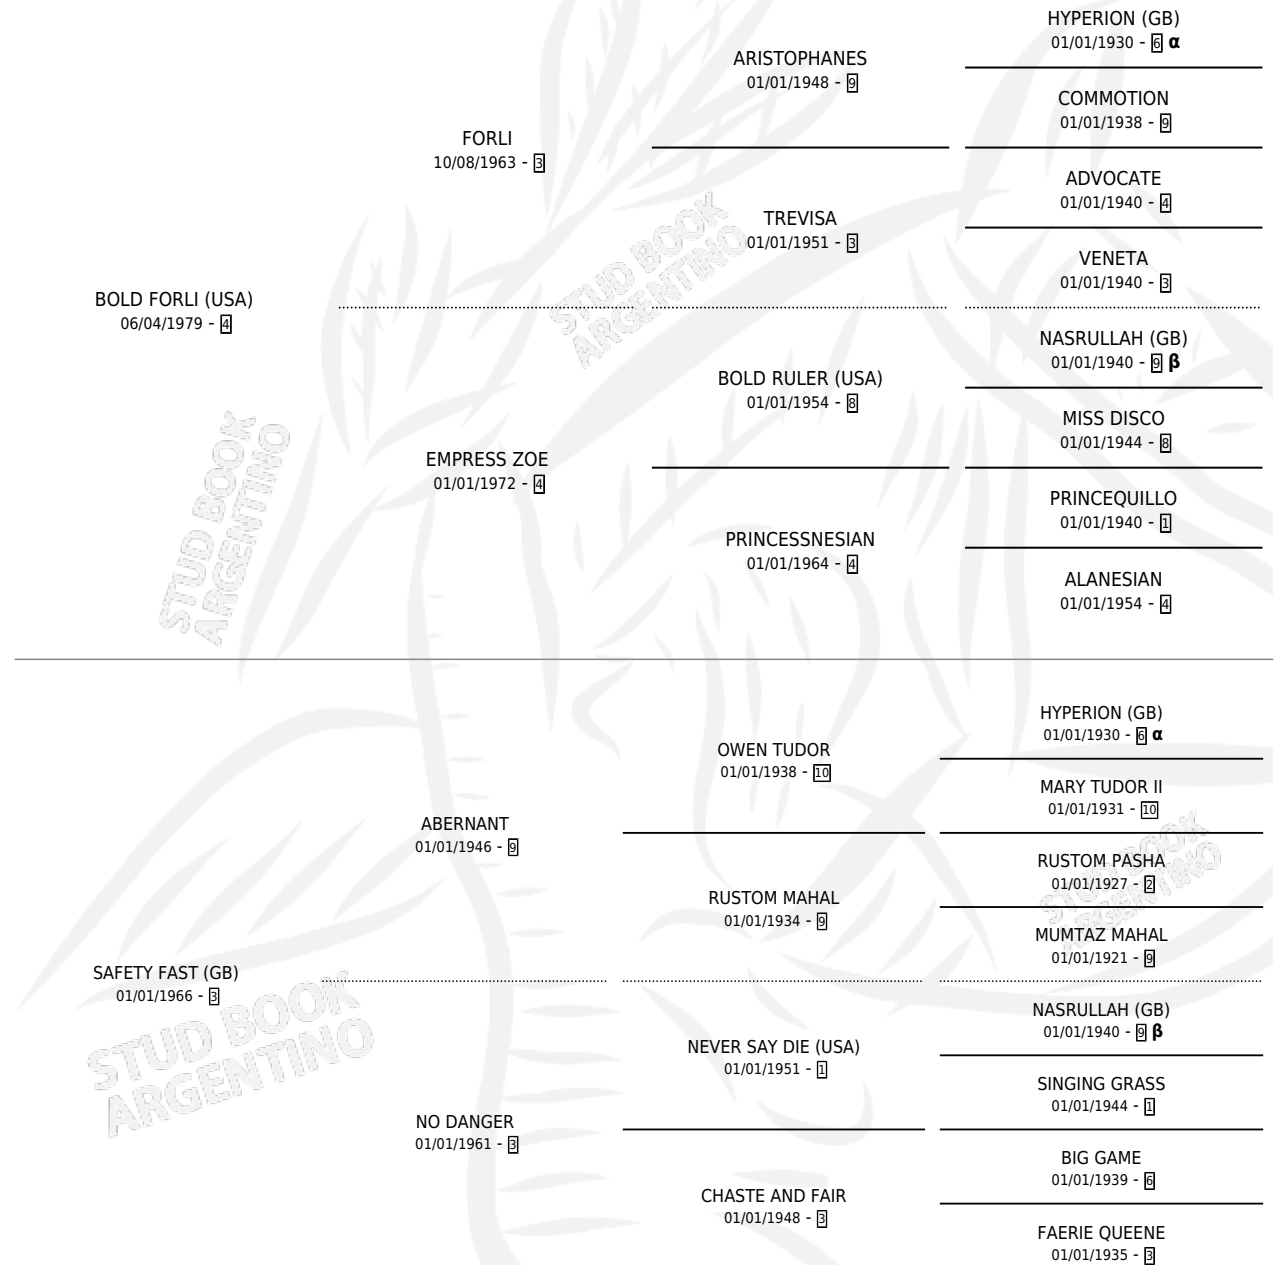 HYPERION (GB)
01/01/1930 - 6 α
ARISTOPHANES
01/01/1948 - 9
COMMOTION
01/01/1938 - 9
FORLI
10/08/1963 - 3
ADVOCATE
01/01/1940 - 4
TREVISA
01/01/1951 - 3
VENETA
01/01/1940 - 3
BOLD FORLI (USA)
06/04/1979 - 4
NASRULLAH (GB)
01/01/1940 - 9 β
BOLD RULER (USA)
01/01/1954 - 8
MISS DISCO
01/01/1944 - 8
EMPRESS ZOE
01/01/1972 - 4
PRINCEQUILLO
01/01/1940 - 1
PRINCESSNESIAN
01/01/1964 - 4
ALANESIAN
01/01/1954 - 4
STUD BOOK
ARGENTINO
STUD BOOK
ARGENTINO
HYPERION (GB)
01/01/1930 - 6 α
OWEN TUDOR
01/01/1938 - 10
MARY TUDOR II
01/01/1931 - 10
ABERNANT
01/01/1946 - 9
RUSTOM PASHA
01/01/1927 - 2
RUSTOM MAHAL
01/01/1934 - 9
MUMTAZ MAHAL
01/01/1921 - 9
SAFETY FAST (GB)
01/01/1966 - 3
NASRULLAH (GB)
01/01/1940 - 9 β
NEVER SAY DIE (USA)
01/01/1951 - 1
SINGING GRASS
01/01/1944 - 1
NO DANGER
01/01/1961 - 3
BIG GAME
01/01/1939 - 6
CHASTE AND FAIR
01/01/1948 - 3
FAERIE QUEENE
01/01/1935 - 3
STUD BOOK
ARGENTINO
STUD BOOK
ARGENTINO